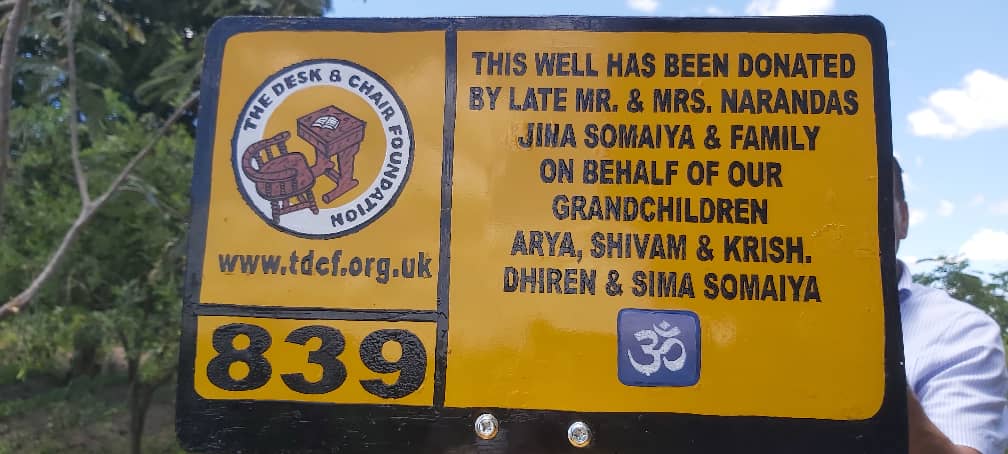 THE DESK & CHAIR FOUNDATION
www.tdcf.org.uk
839
THIS WELL HAS BEEN DONATED
BY LATE MR. & MRS. NARANDAS
JINA SOMAIYA & FAMILY
ON BEHALF OF OUR
GRANDCHILDREN
ARYA, SHIVAM & KRISH.
DHIREN & SIMA SOMAIYA
ॐ